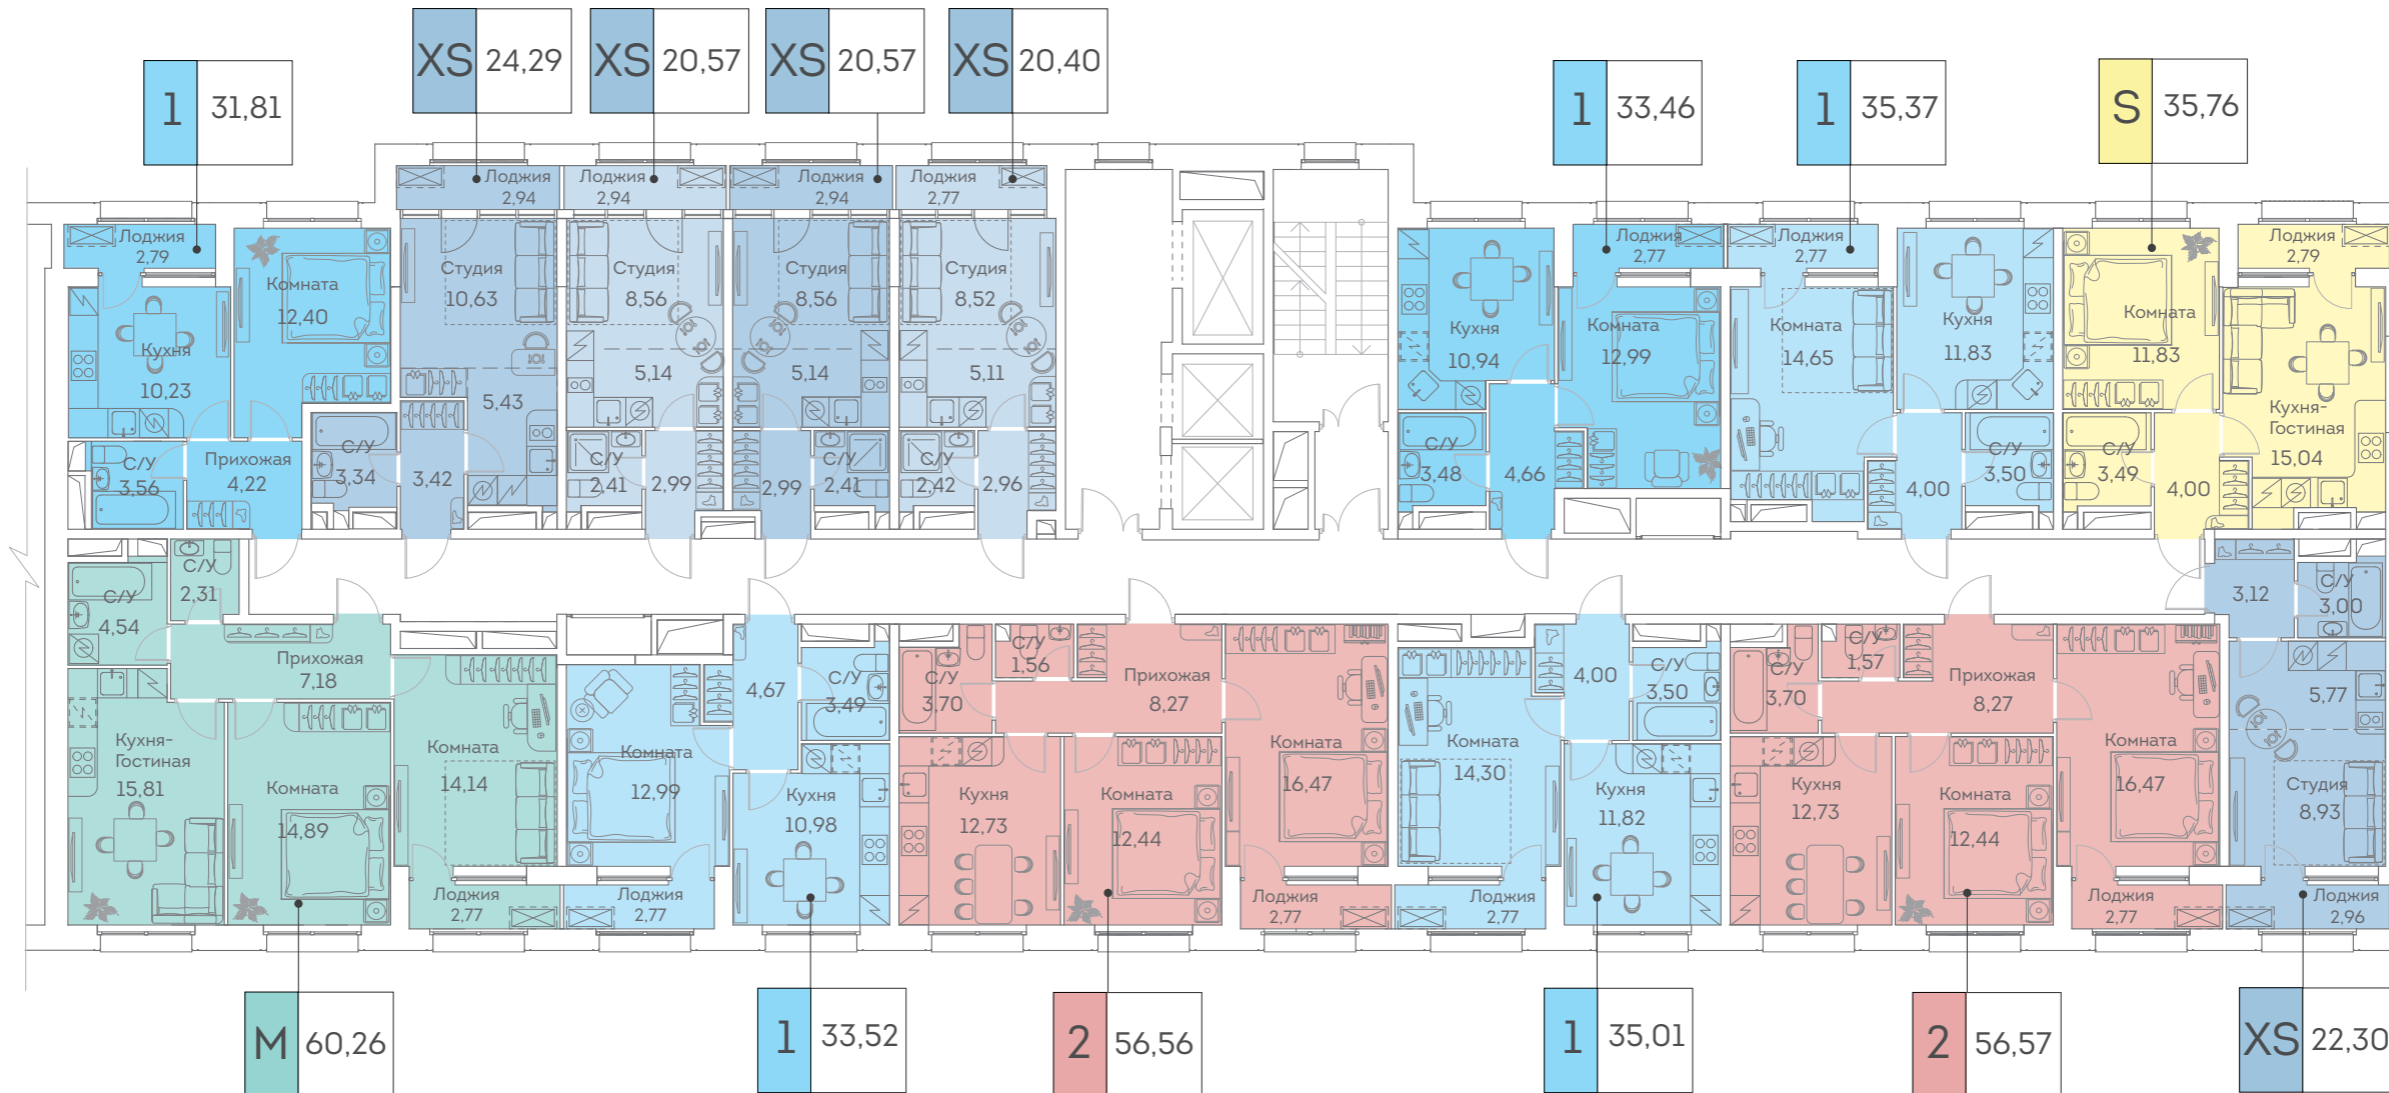 XS 24,29
XS 20,57
XS 20,57
XS 20,40
1 31,81
1 33,46
1 35,37
S 35,76
Лоджия
2,79
Комната
12,40
Кухня
10,23
С/У
3,56
Прихожая
4,22
Лоджия
2,94
Студия
10,63
5,43
С/У
3,34
3,42
Лоджия
2,94
Студия
8,56
5,14
С/У
2,41
2,99
Лоджия
2,94
Студия
8,56
5,14
2,99
С/У
2,41
Лоджия
2,77
Студия
8,52
5,11
С/У
2,42
2,96
Кухня
10,94
Лоджия
2,77
Комната
12,99
С/У
3,48
4,66
Лоджия
2,77
Комната
14,65
Кухня
11,83
4,00
С/У
3,50
Комната
11,83
Лоджия
2,79
Кухня-
Гостиная
15,04
С/У
3,49
4,00
С/У
4,54
С/У
2,31
Прихожая
7,18
Кухня-
Гостиная
15,81
Комната
14,89
Комната
14,14
Лоджия
2,77
Комната
12,99
Лоджия
2,77
4,67
С/У
3,49
Кухня
10,98
С/У
3,70
С/У
1,56
Прихожая
8,27
Кухня
12,73
Комната
12,44
Комната
16,47
Лоджия
2,77
Комната
14,30
Лоджия
2,77
4,00
С/У
3,50
Кухня
11,82
С/У
3,70
С/У
1,57
Прихожая
8,27
Кухня
12,73
Комната
12,44
Комната
16,47
Лоджия
2,77
3,12
С/У
3,00
5,77
Студия
8,93
Лоджия
2,96
M 60,26
1 33,52
2 56,56
1 35,01
2 56,57
XS 22,30